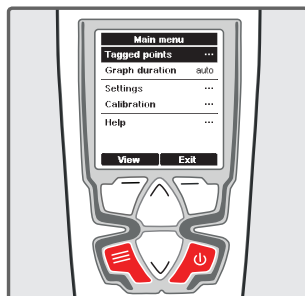 Main menu
Tagged points ...
Graph duration auto
Settings ...
Calibration ...
Help ...
View Exit